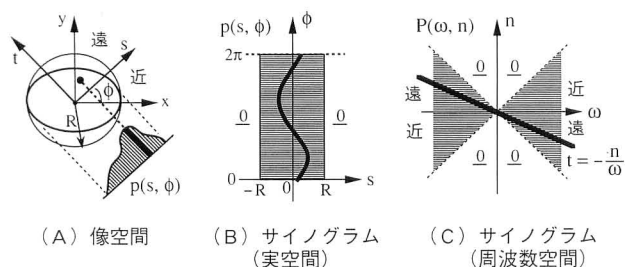 y
遠
s
t
近
φ
x
R
p(s, φ)
(A) 像空間
p(s, φ)
φ
2π
0
0
0
−R
0
R
s
(B) サイノグラム
(実空間)
P(ω, n)
n
0
0
遠
近
ω
近
遠
0
0
t = − n/ω
(C) サイノグラム
(周波数空間)